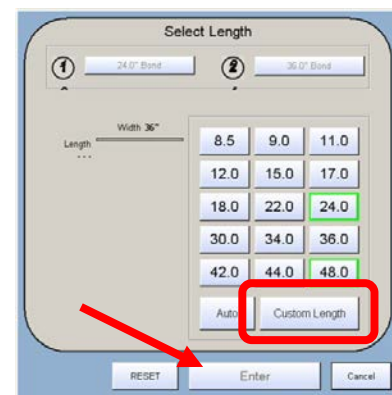 Select Length
1 24.0" Bond 2 36.0" Bond
Width 36"
Length
8.5 9.0 11.0
12.0 15.0 17.0
18.0 22.0 24.0
30.0 34.0 36.0
42.0 44.0 48.0
Auto Custom Length
RESET Enter Cancel